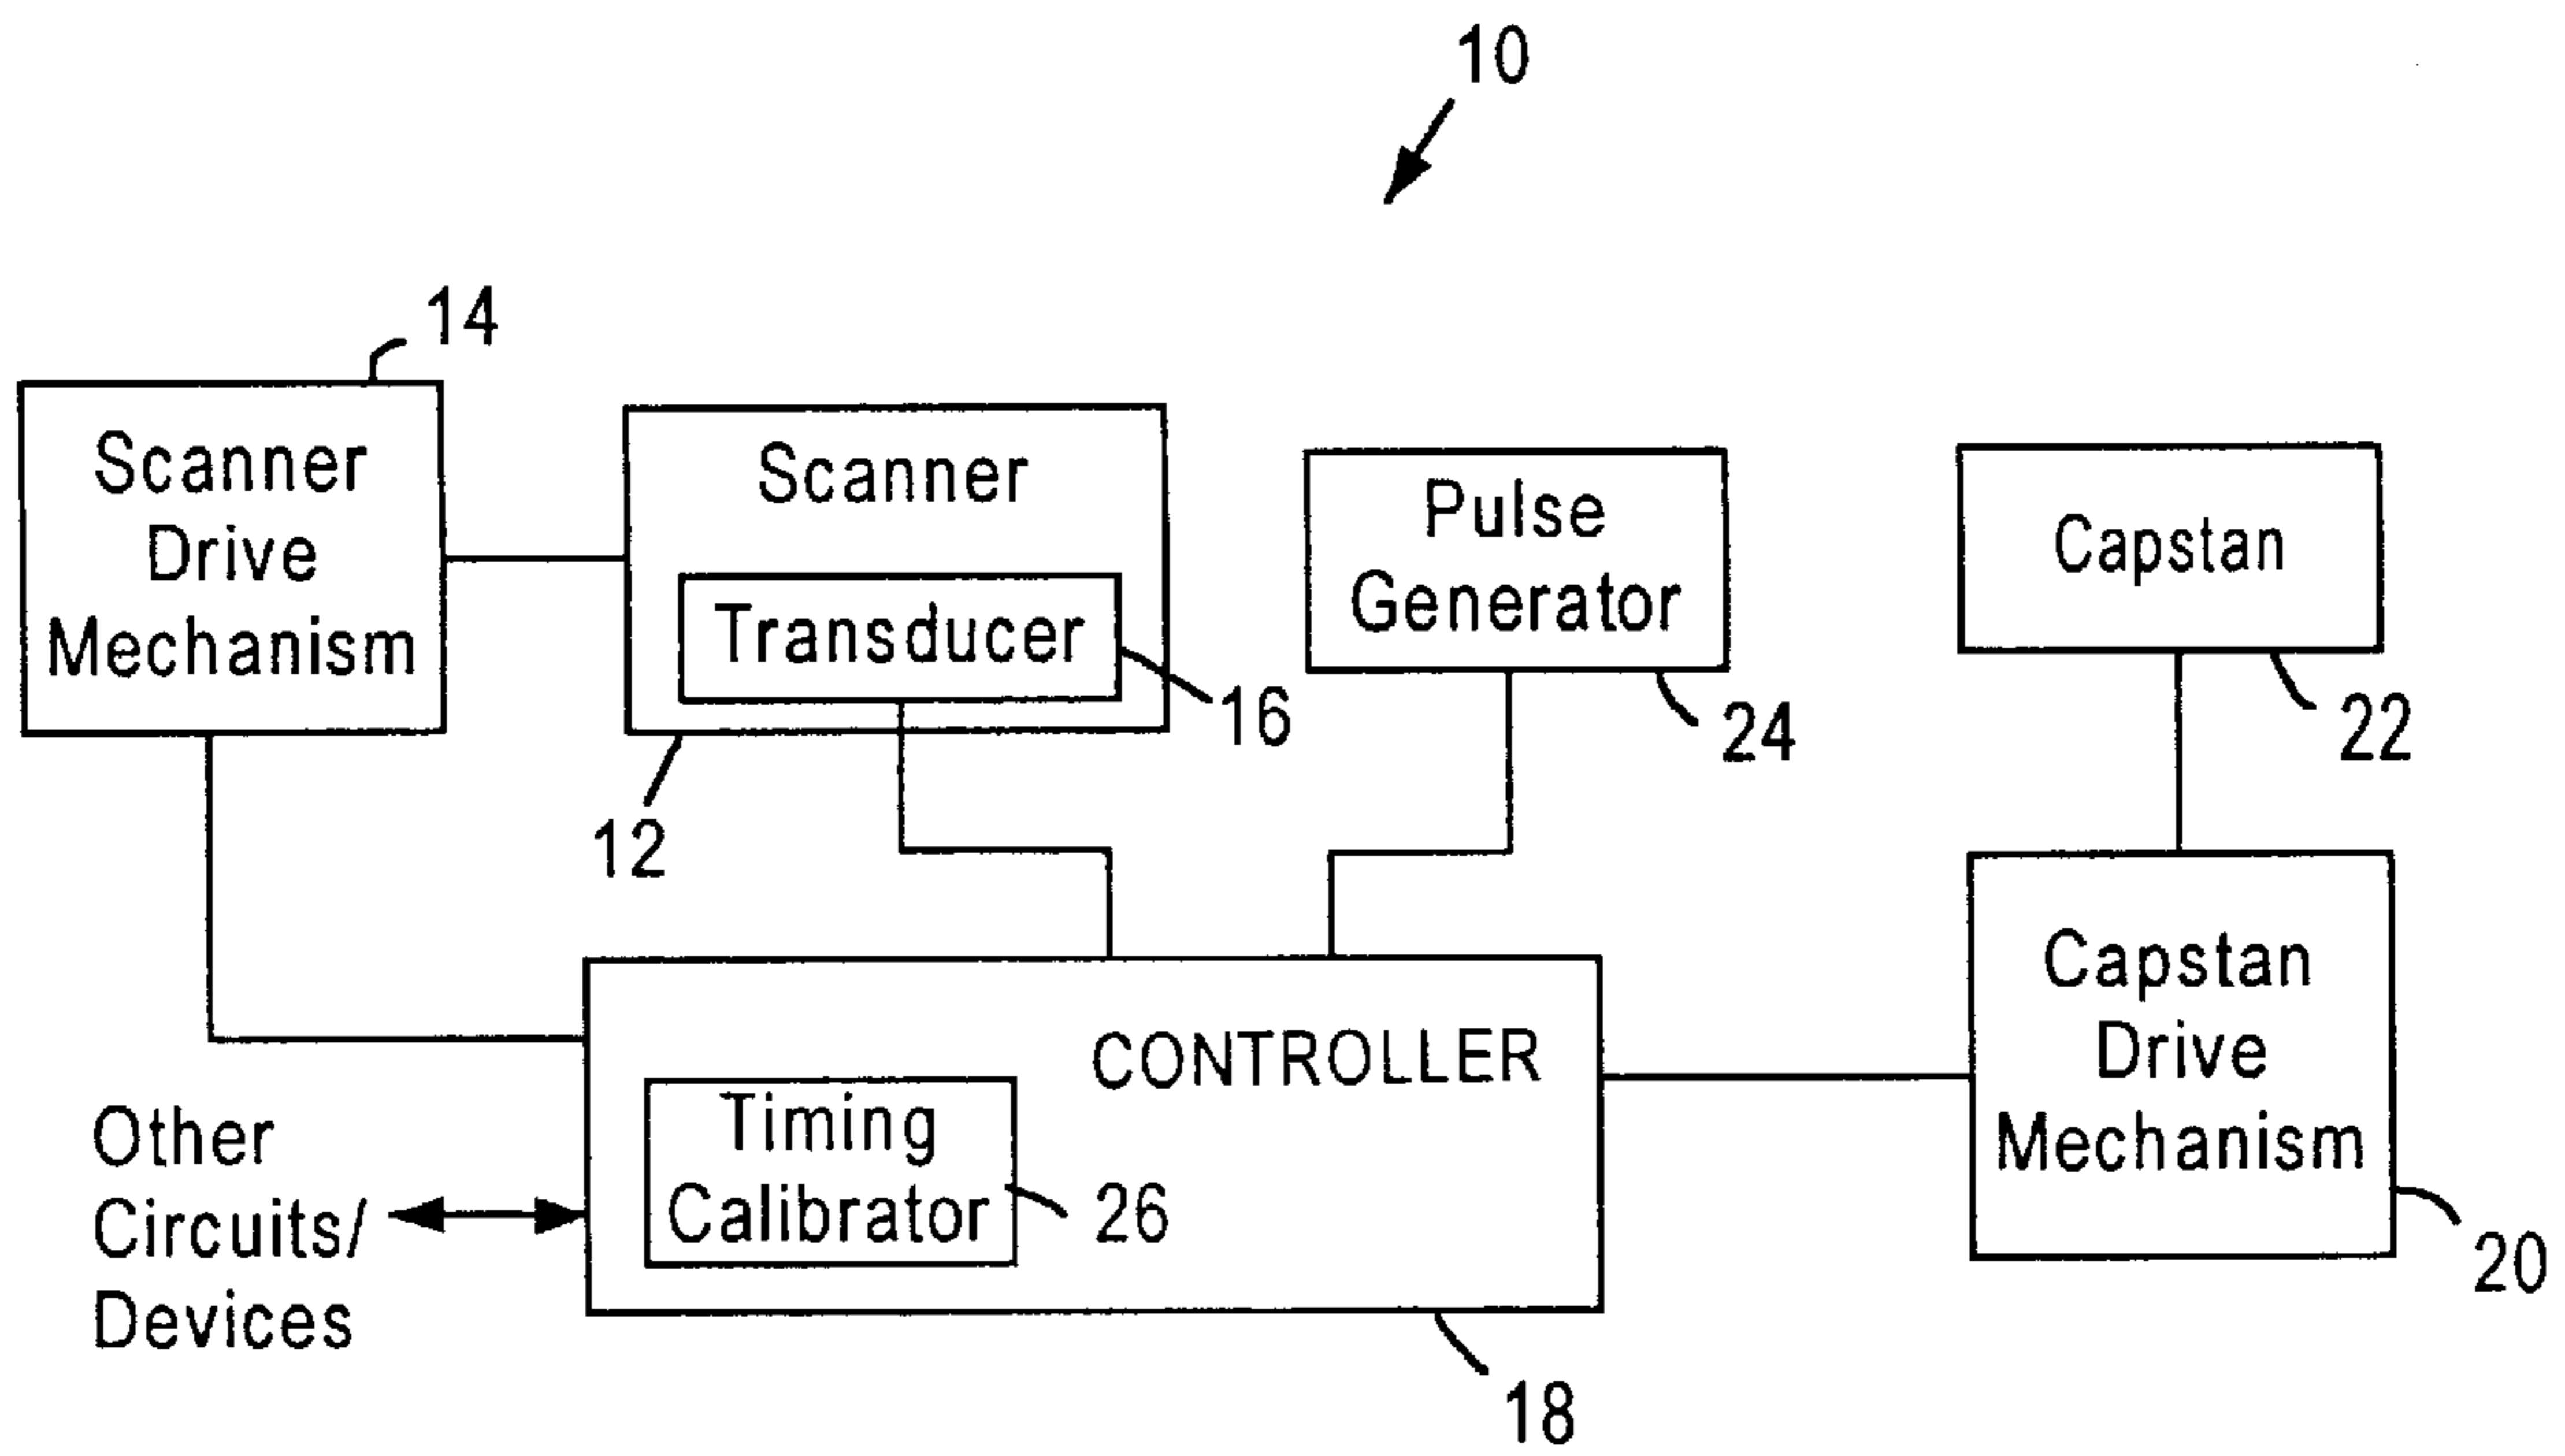 10
14
Scanner
Drive
Mechanism
Scanner
Transducer
16
12
Pulse
Generator
24
Capstan
22
CONTROLLER
Timing
Calibrator
26
18
Capstan
Drive
Mechanism
20
Other
Circuits/
Devices